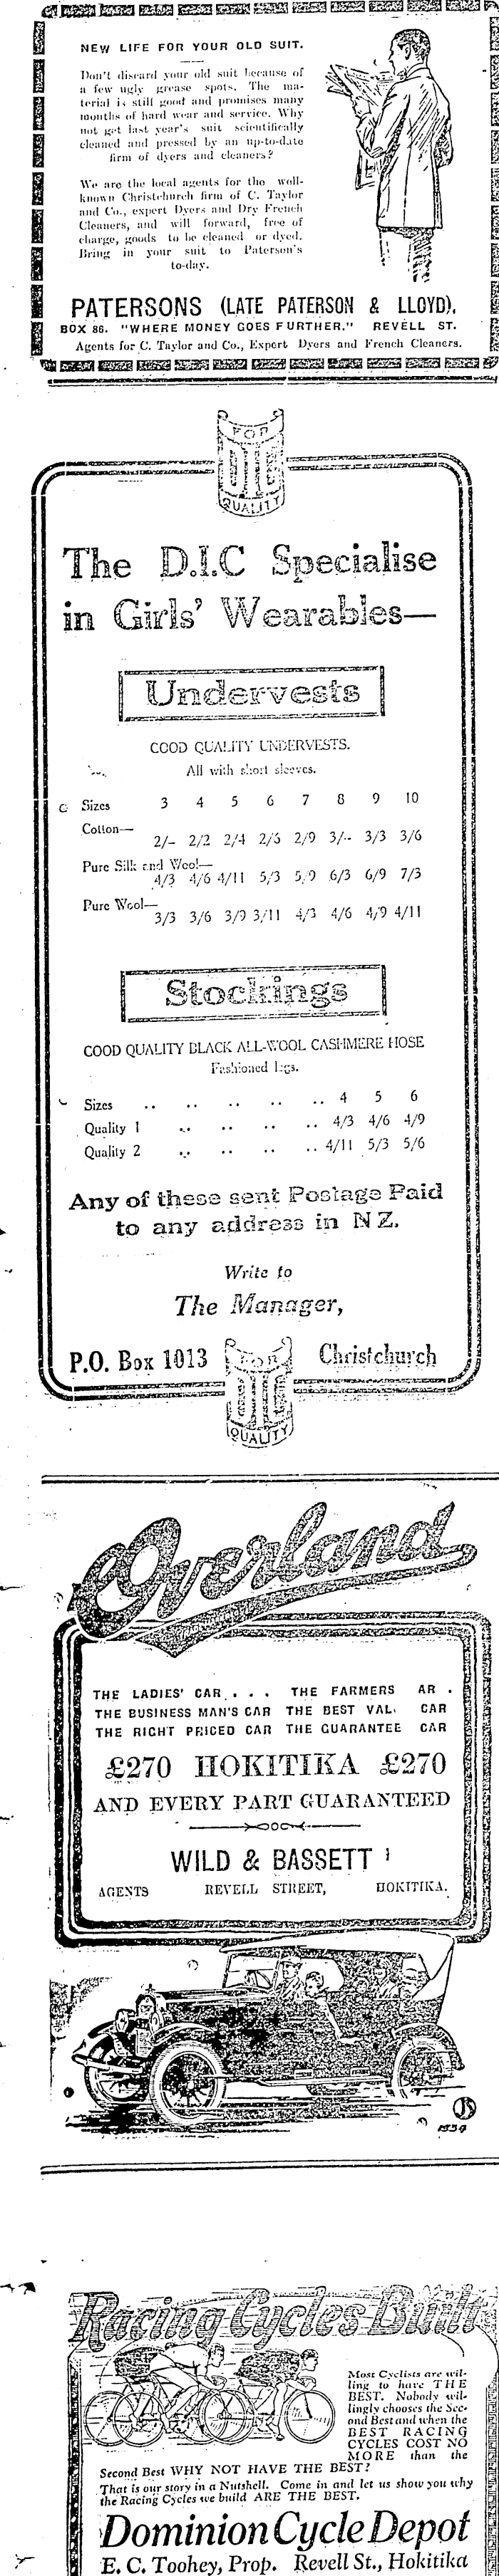 NEW LIFE FOR YOUR OLD SUIT.
Don't discard your old suit because of
a few ugly grease spots. The ma-
terial is still good and promises many
months of hard wear and service. Why
not get last year's suit scientifically
cleaned and pressed by an up-to-date
firm of dyers and cleaners?
We are the local agents for the well-
known Christchurch firm of C. Taylor
and Co., expert Dyers and Dry French
Cleaners, and will forward, free of
charge, goods to be cleaned or dyed.
Bring in your suit to Paterson's
to-day.
PATERSONS (LATE PATERSON & LLOYD),
BOX 86. "WHERE MONEY GOES FURTHER." REVELL ST.
Agents for C. Taylor and Co., Expert Dyers and French Cleaners.
FOR
DIC
QUALITY
The D.I.C Specialise
in Girls' Wearables—
Undervests
GOOD QUALITY UNDERVESTS.
All with short sleeves.
Sizes 3 4 5 6 7 8 9 10
Cotton—
2/- 2/2 2/4 2/6 2/9 3/- 3/3 3/6
Pure Silk and Wool—
4/3 4/6 4/11 5/3 5/9 6/3 6/9 7/3
Pure Wool—
3/3 3/6 3/9 3/11 4/3 4/6 4/9 4/11
Stockings
GOOD QUALITY BLACK ALL-WOOL CASHMERE HOSE
Fashioned legs.
Sizes .. .. .. .. .. 4 5 6
Quality 1 .. .. .. .. 4/3 4/6 4/9
Quality 2 .. .. .. .. 4/11 5/3 5/6
Any of these sent Postage Paid
to any address in N Z.
Write to
The Manager,
P.O. Box 1013 Christchurch
FOR
DIC
QUALITY
Overland
THE LADIES' CAR . . . THE FARMERS AR .
THE BUSINESS MAN'S CAR THE BEST VAL. CAR
THE RIGHT PRICED CAR THE GUARANTEE CAR
£270 HOKITIKA £270
AND EVERY PART GUARANTEED
WILD & BASSETT
AGENTS REVELL STREET, HOKITIKA.
JS
1534
Racing Cycles Built
Most Cyclists are wil-
ling to have THE
BEST. Nobody wil-
lingly chooses the Sec-
ond Best and when the
BEST RACING
CYCLES COST NO
MORE than the
Second Best WHY NOT HAVE THE BEST?
That is our story in a Nutshell. Come in and let us show you why
the Racing Cycles we build ARE THE BEST.
Dominion Cycle Depot
E. C. Toohey, Prop. Revell St., Hokitika